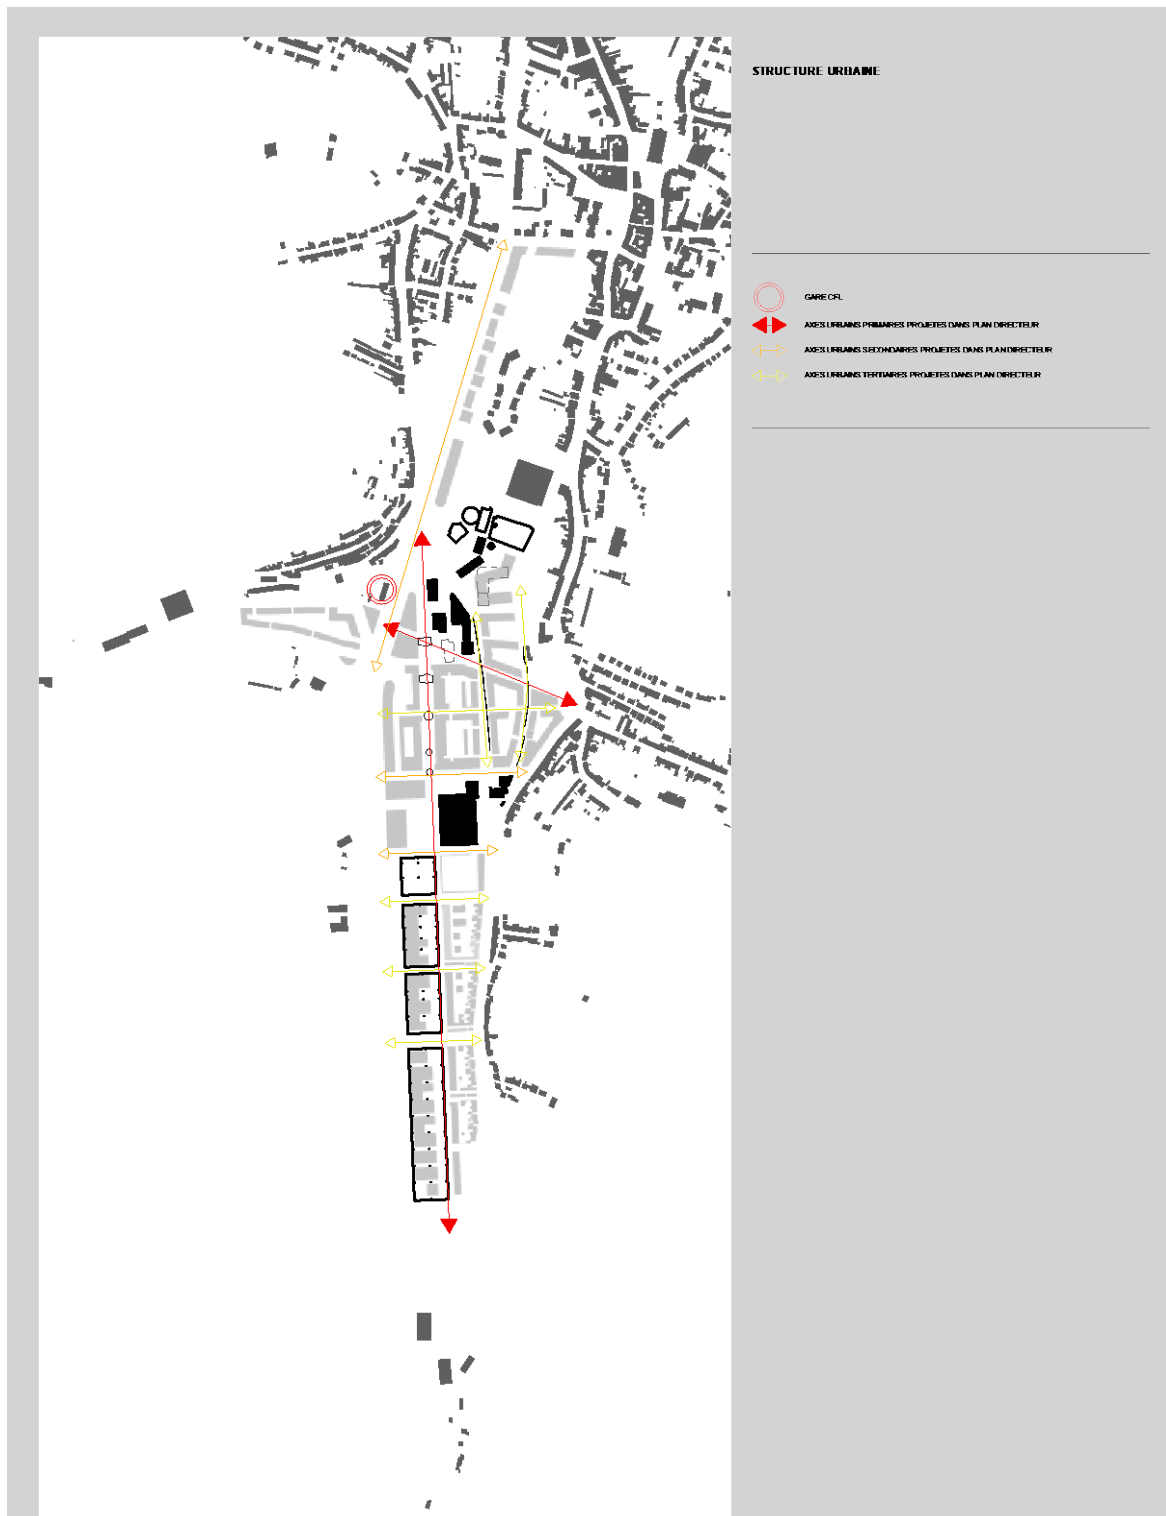 STRUCTURE URBAINE
GARE CFL
AXES URBAINS PRIMAIRES PROJETES DANS PLAN DIRECTEUR
AXES URBAINS SECONDAIRES PROJETES DANS PLAN DIRECTEUR
AXES URBAINS TERTIAIRES PROJETES DANS PLAN DIRECTEUR